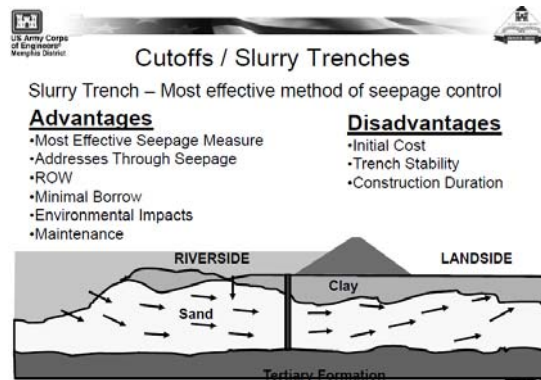 US Army Corps
of Engineers®
Memphis District
Cutoffs / Slurry Trenches
Slurry Trench – Most effective method of seepage control
Advantages
•Most Effective Seepage Measure
•Addresses Through Seepage
•ROW
•Minimal Borrow
•Environmental Impacts
•Maintenance
Disadvantages
•Initial Cost
•Trench Stability
•Construction Duration
RIVERSIDE
LANDSIDE
Clay
Sand
Tertiary Formation